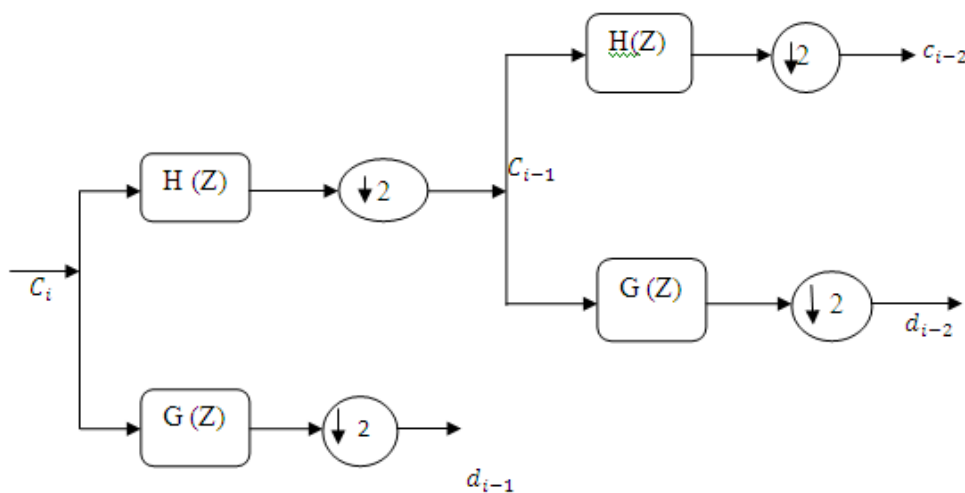 H(Z)
↓2
c_{i-2}
H (Z)
↓2
C_{i-1}
C_i
G (Z)
↓ 2
d_{i-2}
G (Z)
↓ 2
d_{i-1}